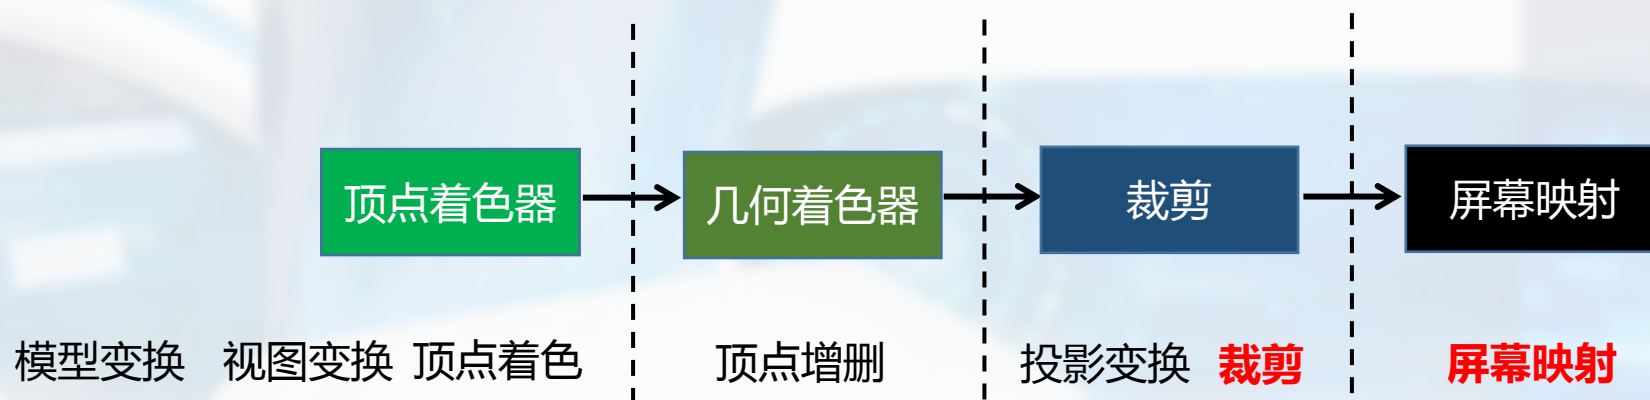 顶点着色器
几何着色器
裁剪
屏幕映射
模型变换 视图变换 顶点着色
顶点增删
投影变换 裁剪
屏幕映射